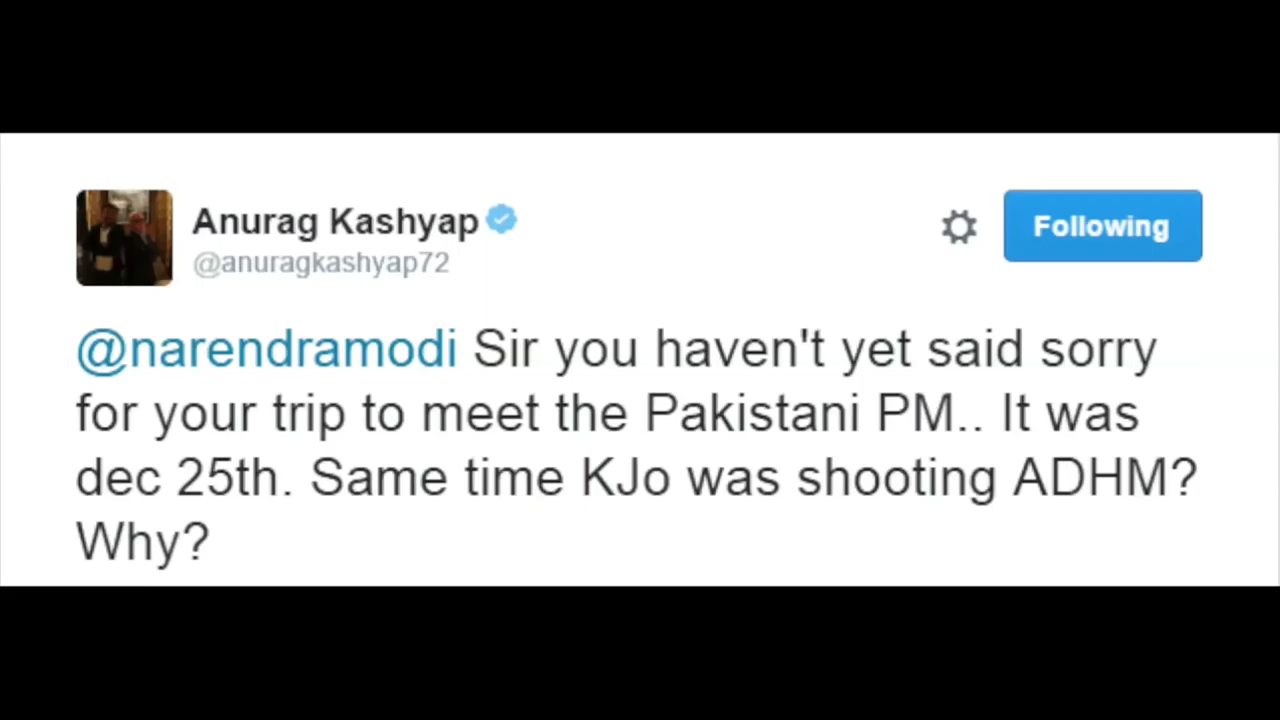 Anurag Kashyap
@anuragkashyap72
Following
@narendramodi Sir you haven't yet said sorry
for your trip to meet the Pakistani PM.. It was
dec 25th. Same time KJo was shooting ADHM?
Why?